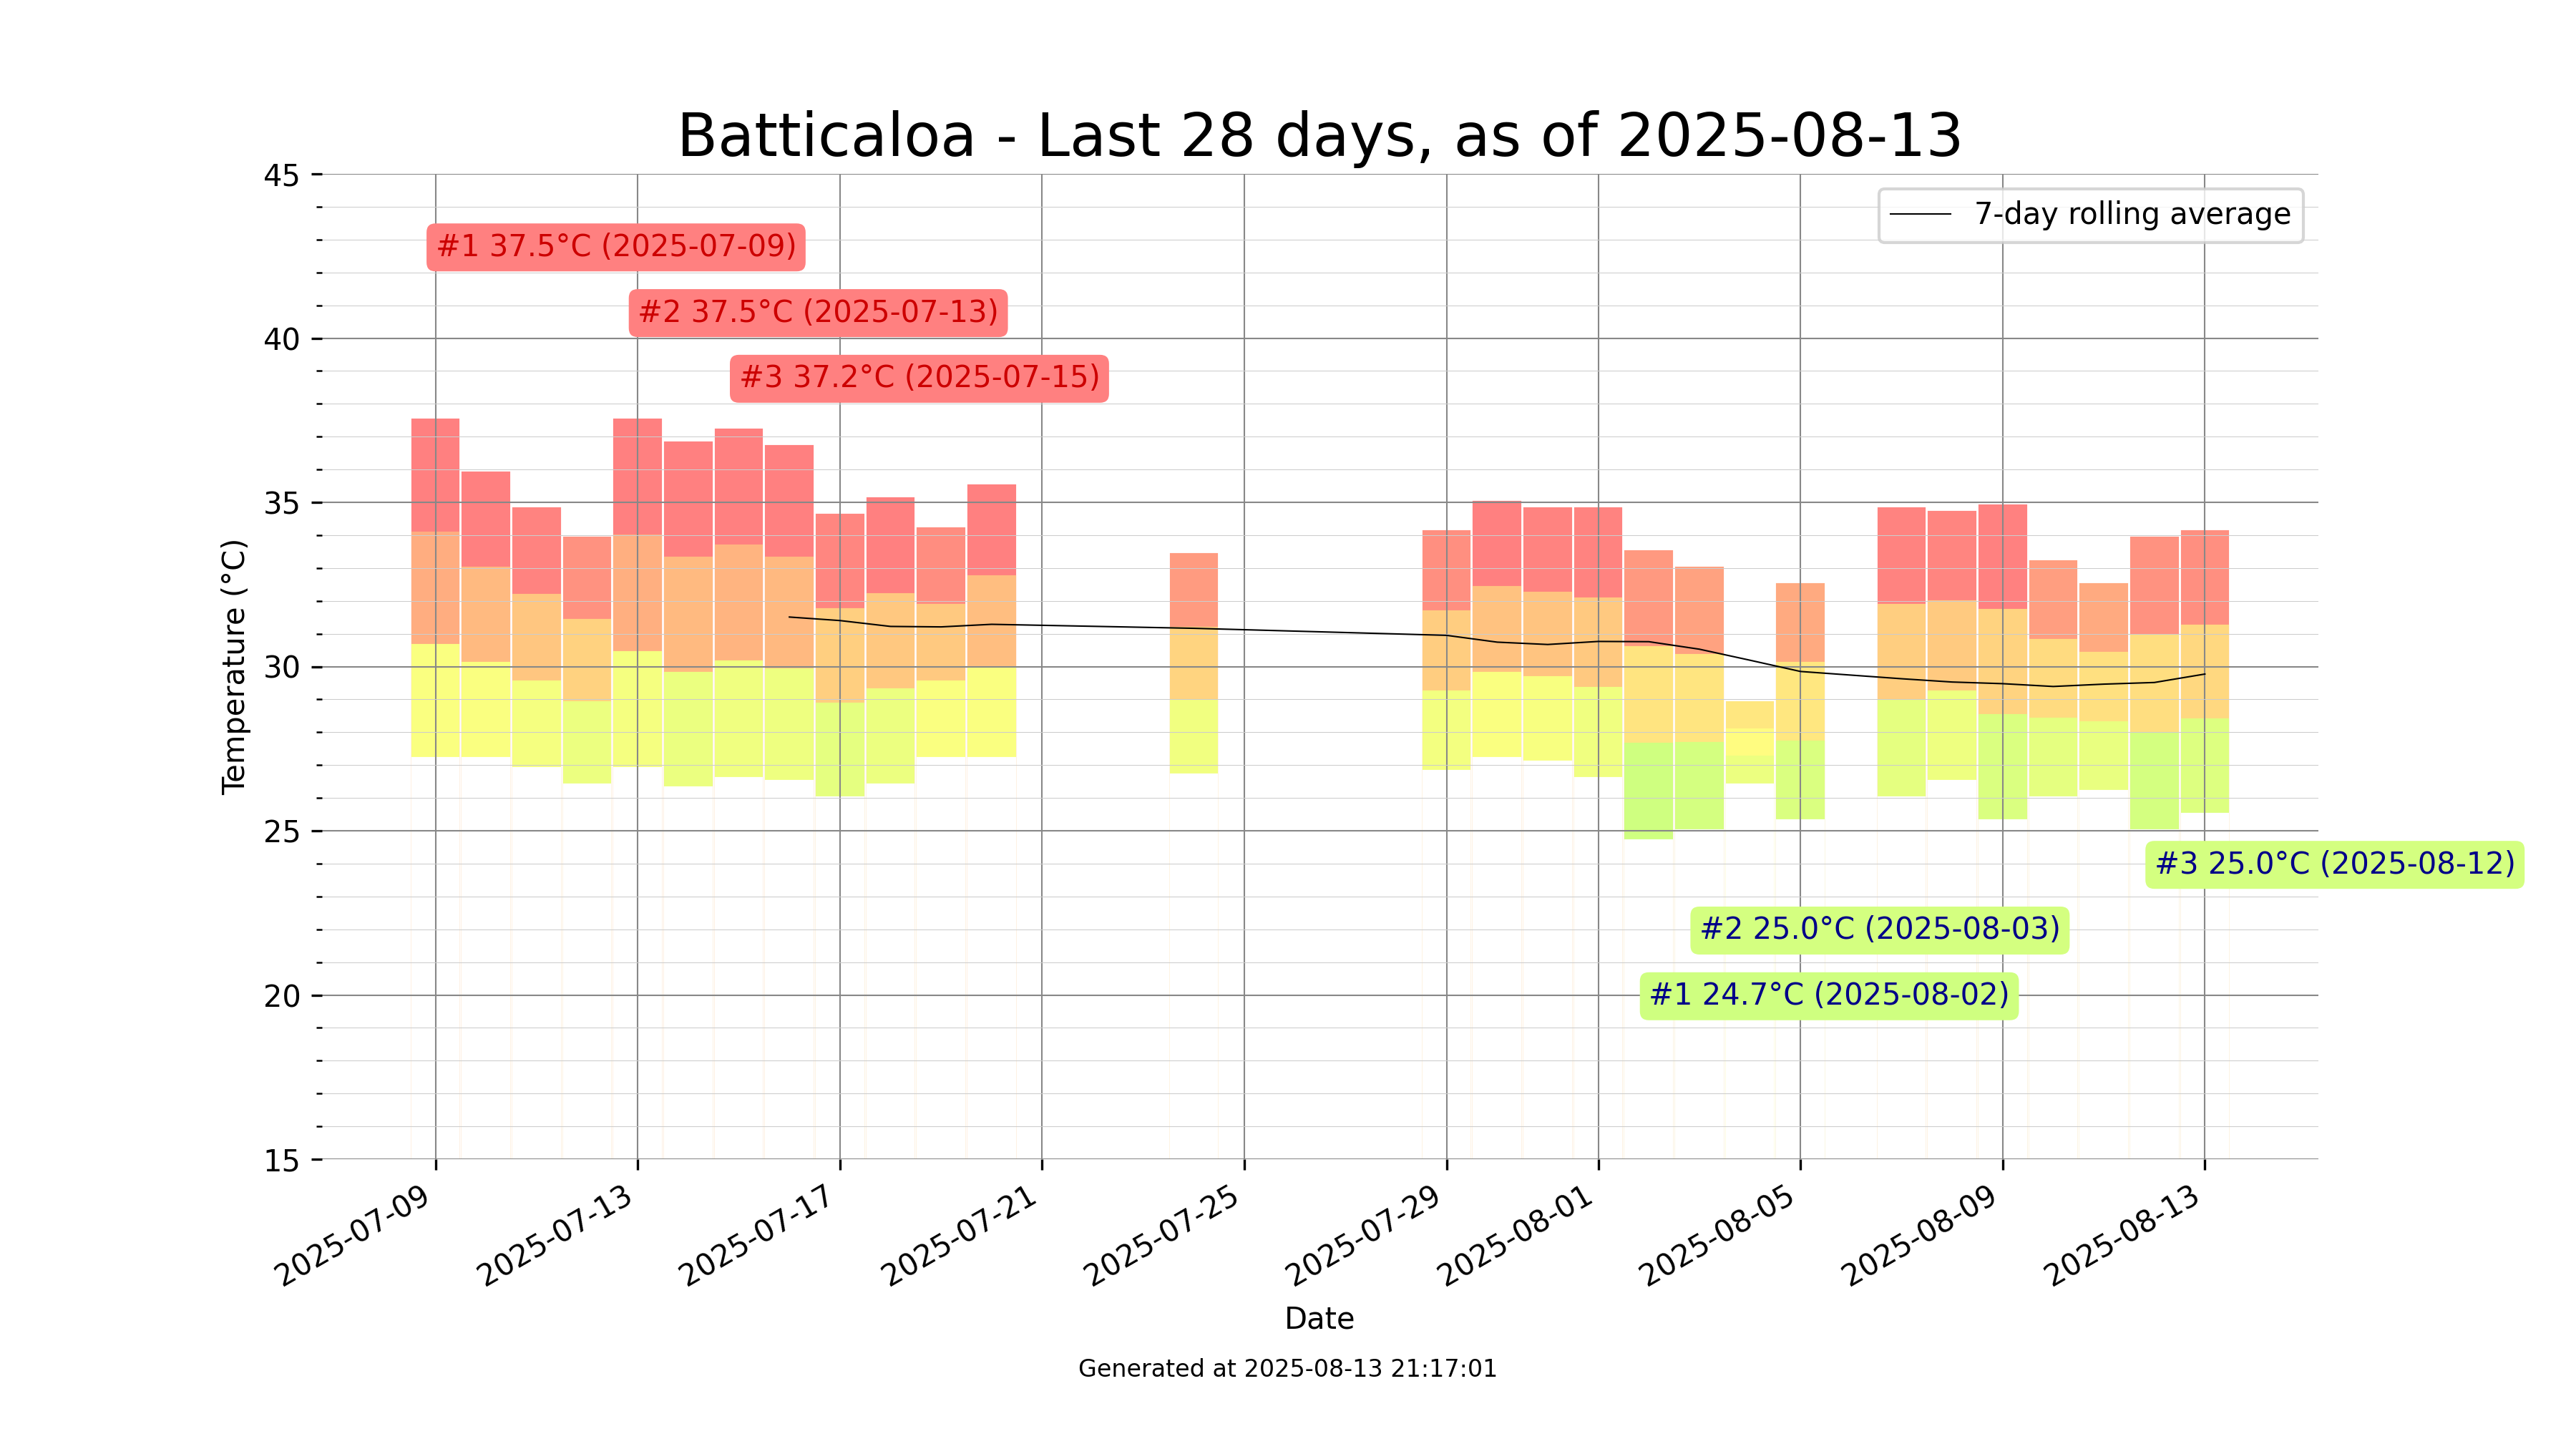 Batticaloa - Last 28 days, as of 2025-08-13
45
40
35
30
25
20
15
Temperature (°C)
7-day rolling average
#1 37.5°C (2025-07-09)
#2 37.5°C (2025-07-13)
#3 37.2°C (2025-07-15)
#3 25.0°C (2025-08-12)
#2 25.0°C (2025-08-03)
#1 24.7°C (2025-08-02)
2025-07-09
2025-07-13
2025-07-17
2025-07-21
2025-07-25
2025-07-29
2025-08-01
2025-08-05
2025-08-09
2025-08-13
Date
Generated at 2025-08-13 21:17:01